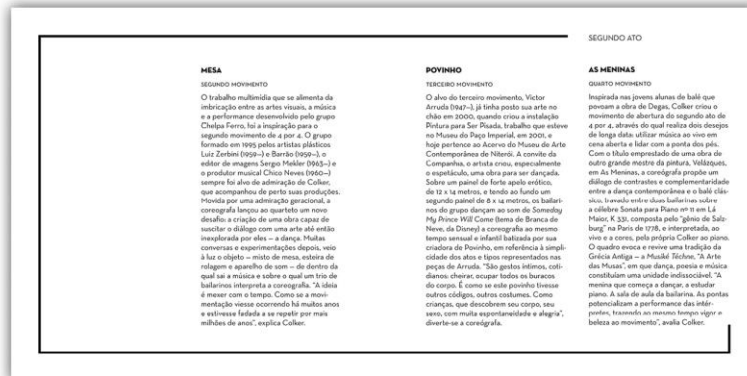 MESA
SEGUNDO MOVIMENTO
O trabalho multimídia que se alimenta da
imbricação entre as artes visuais, a música
e a performance desenvolvido pelo grupo
Chelpa Ferro, foi a inspiração para o
segundo movimento de 4 por 4. O grupo
formado em 1995 pelos artistas plásticos
Luiz Zerbini (1959–) e Barrão (1959–), o
editor de imagens Sergio Mekler (1963–) e
o produtor musical Chico Neves (1960–)
sempre foi alvo de admiração de Colker,
que acompanhou de perto suas produções.
Movida por uma admiração geracional, a
coreografa lançou ao quarteto um novo
desafio: a criação de uma obra capaz de
suscitar o diálogo com uma arte até então
inexplorada por eles – a dança. Muitas
conversas e experimentações depois, veio
à luz o objeto – misto de mesa, esteira de
rolagem e aparelho de som – de dentro da
qual sai a música e sobre o qual um trio de
bailarinos interpreta a coreografia. "A ideia
é mexer com o tempo. Como se a movi-
mentação viesse ocorrendo há muitos anos
e estivesse fadada a se repetir por mais
milhões de anos", explica Colker.
POVINHO
TERCEIRO MOVIMENTO
O alvo do terceiro movimento, Victor
Arruda (1947–), já tinha posto sua arte no
chão em 2000, quando criou a instalação
Pintura para Ser Pisada, trabalho que esteve
no Museu do Paço Imperial, em 2001, e
hoje pertence ao Acervo do Museu de Arte
Contemporânea de Niterói. A convite da
Companhia, o artista criou, especialmente
o espetáculo, uma obra para ser dançada.
Sobre um painel de forte apelo erótico,
de 12 x 14 metros, e tendo ao fundo um
segundo painel de 8 x 14 metros, os bailari-
nos do grupo dançam ao som de Someday
My Prince Will Come (tema de Branca de
Neve, da Disney) a coreografia ao mesmo
tempo sensual e infantil batizada por sua
criadora de Povinho, em referência à simpli-
cidade dos atos e tipos representados nas
peças de Arruda. "São gestos íntimos, coti-
dianos: cheirar, ocupar todos os buracos
do corpo. É como se este povinho tivesse
outros códigos, outros costumes. Como
crianças, que descobrem seu corpo, seu
sexo, com muita espontaneidade e alegria",
diverte-se a coreógrafa.
SEGUNDO ATO
AS MENINAS
QUARTO MOVIMENTO
Inspirada nas jovens alunas de balé que
povoam a obra de Degas, Colker criou o
movimento de abertura do segundo ato de
4 por 4, através do qual realiza dois desejos
de longa data: utilizar música ao vivo em
cena aberta e lidar com a ponta dos pés.
Com o título emprestado de uma obra de
outro grande mestre da pintura, Velázques,
em As Meninas, a coreógrafa propõe um
diálogo de contrastes e complementaridade
entre a dança contemporânea e o balé clás-
sico, travado entre duas bailarinas sobre
a célebre Sonata para Piano nº 11 em Lá
Maior, K 331, composta pelo "gênio de Salz-
burg" na Paris de 1778, e interpretada, ao
vivo e a cores, pela própria Colker ao piano.
O quadro evoca e revive uma tradição da
Grécia Antiga – a Musiké Téchne, "A Arte
das Musas", em que dança, poesia e música
constituíam uma unidade indissociável. "A
menina que começa a dançar, a estudar
piano. A sala de aula da bailarina. As pontas
potencializam a performance das intér-
pretes, trazendo ao mesmo tempo vigor e
beleza ao movimento", avalia Colker.